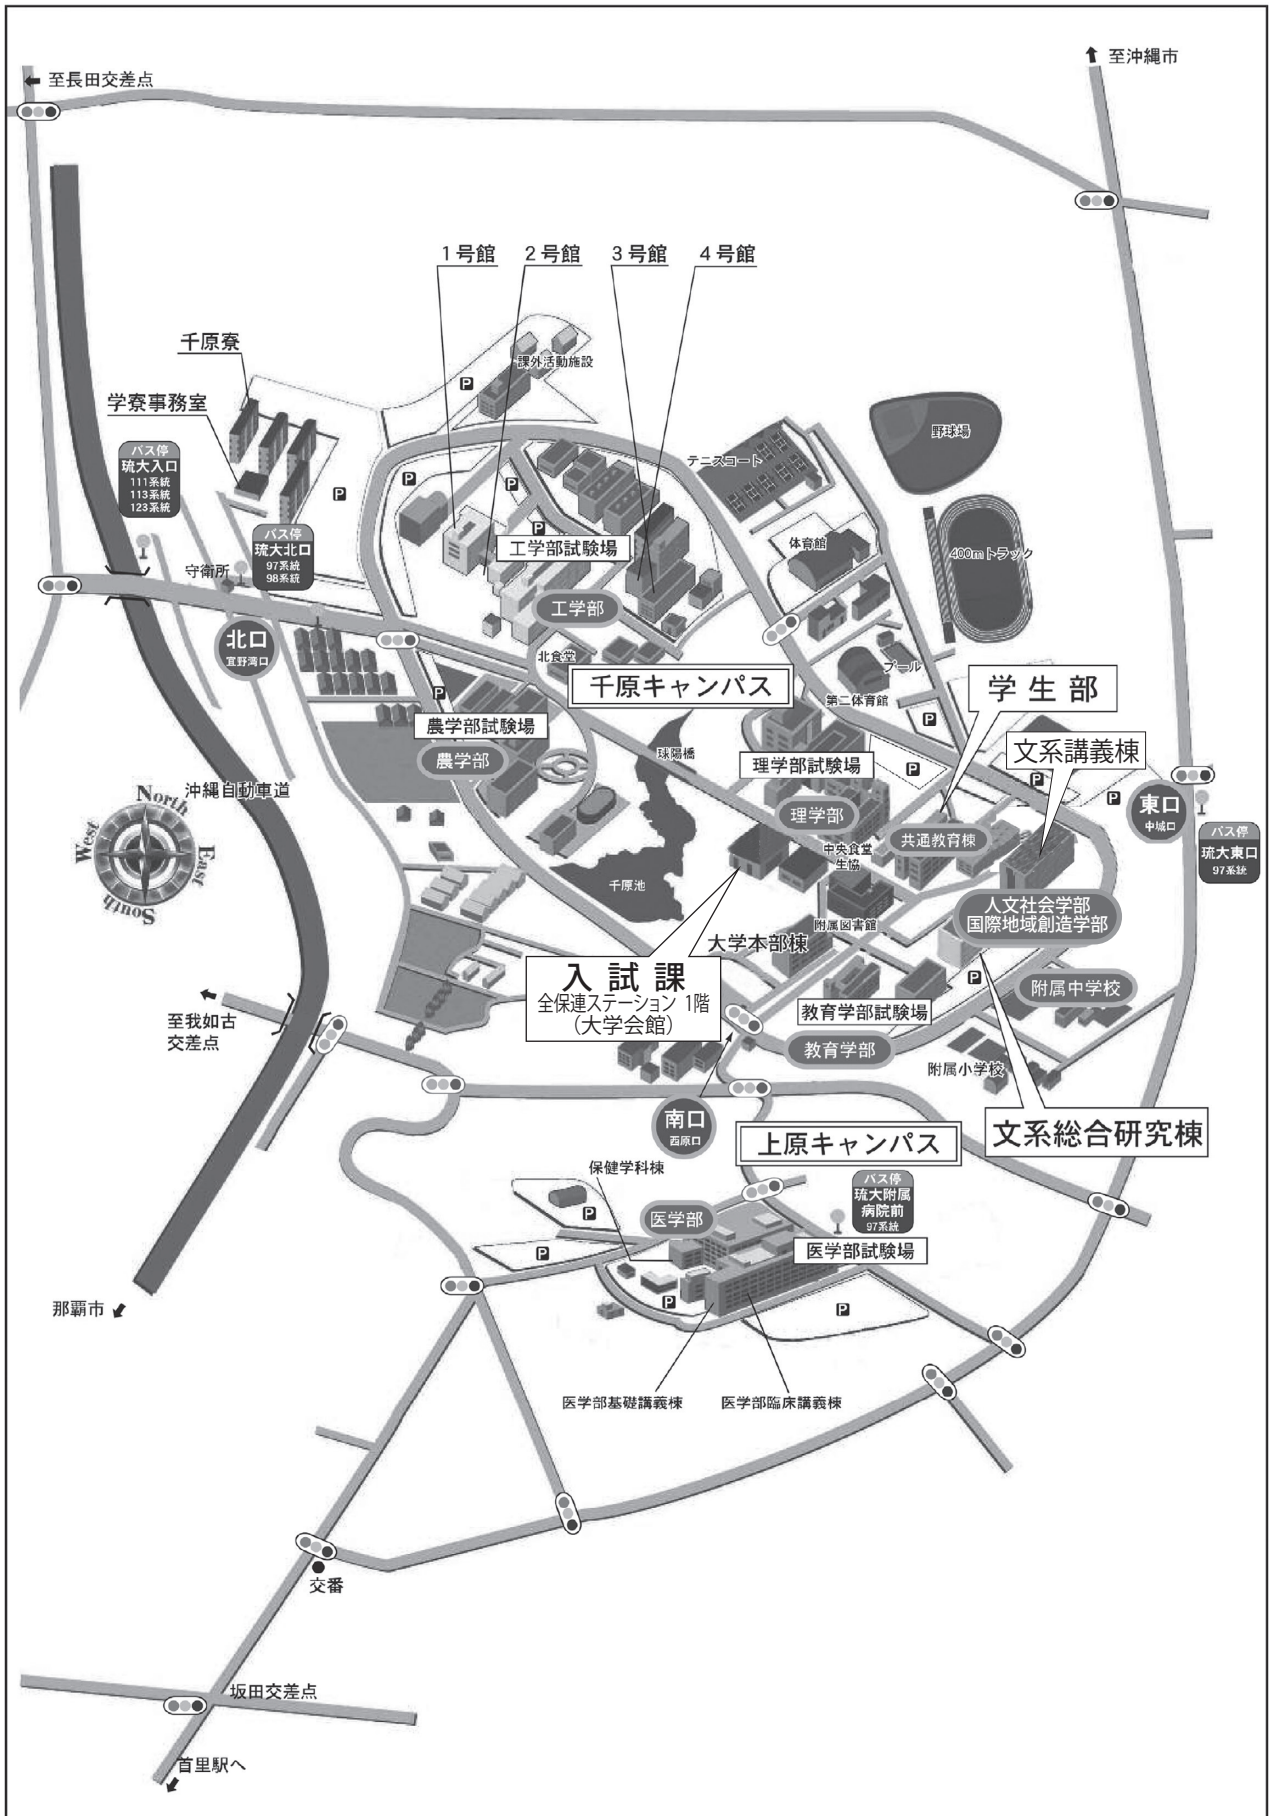 至長田交差点
至沖縄市
1号館
2号館
3号館
4号館
千原寮
課外活動施設
学寮事務室
P
野球場
テニスコート
バス停
琉大入口
111系統
113系統
123系統
P
P
P
P
バス停
琉大北口
97系統
98系統
工学部試験場
体育館
400mトラック
守衛所
工学部
北口
宜野湾口
北食堂
プール
千原キャンパス
学生部
P
第二体育館
P
農学部試験場
球陽橋
文系講義棟
農学部
理学部試験場
P
P
P
沖縄自動車道
North
West
East
South
東口
中城口
理学部
バス停
琉大東口
97系統
共通教育棟
中央食堂
生協
千原池
人文社会学部
国際地域創造学部
附属図書館
大学本部棟
入試課
全保連ステーション 1階
(大学会館)
P
附属中学校
至我如古
交差点
教育学部試験場
教育学部
附属小学校
南口
西原口
文系総合研究棟
上原キャンパス
保健学科棟
バス停
琉大附属
病院前
97系統
P
医学部
P
医学部試験場
P
P
那覇市
医学部基礎講義棟
医学部臨床講義棟
交番
坂田交差点
首里駅へ